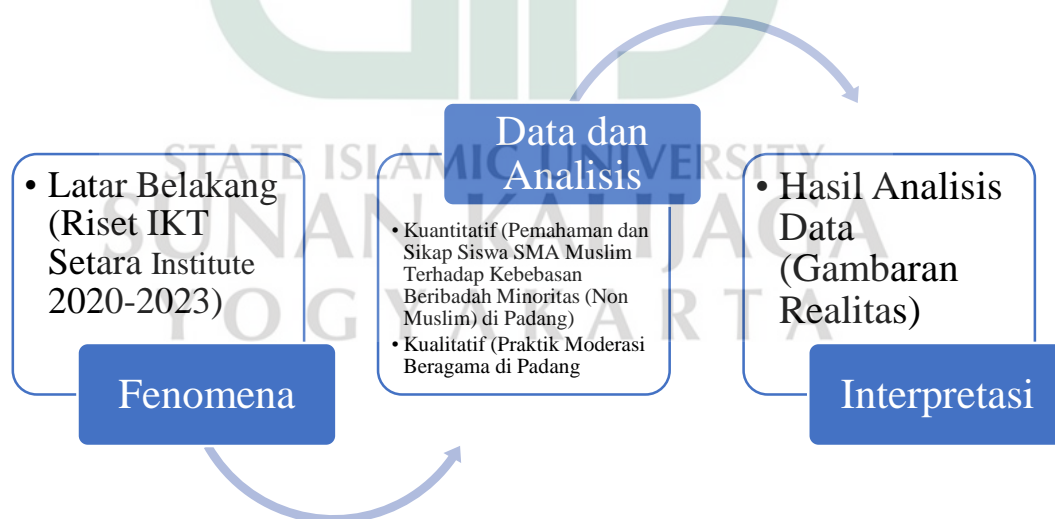 • Latar Belakang
(Riset IKT
Setara Institute
2020-2023)
Fenomena
Data dan
Analisis
• Kuantitatif (Pemahaman dan
Sikap Siswa SMA Muslim
Terhadap Kebebasan
Beribadah Minoritas (Non
Muslim) di Padang)
• Kualitatif (Praktik Moderasi
Beragama di Padang
• Hasil Analisis
Data
(Gambaran
Realitas)
Interpretasi
STATE ISLAMIC UNIVERSITY
SUNAN KALIJAGA
YOGYAKARTA